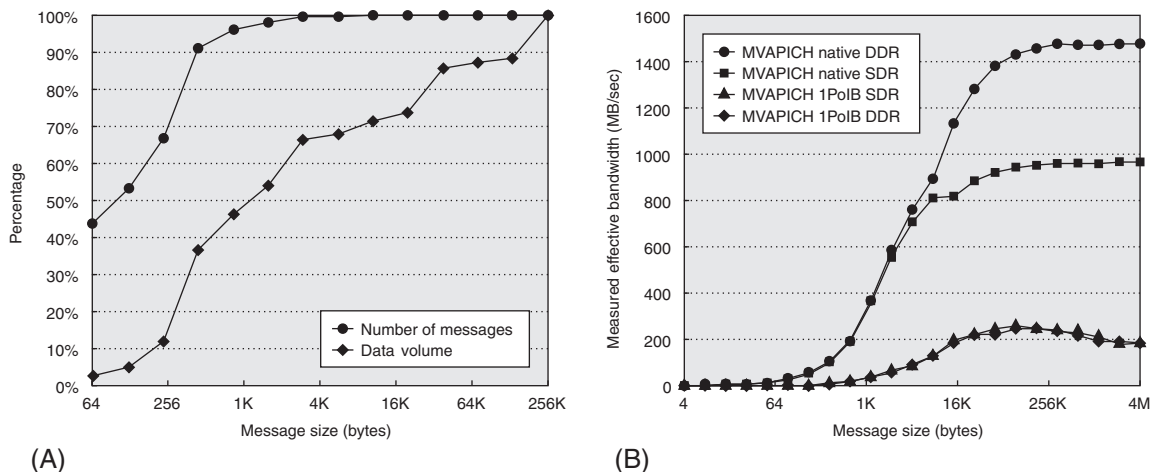 100%
90%
80%
70%
60%
50%
40%
30%
20%
10%
0%
Percentage
64 256 1K 4K 16K 64K 256K
Message size (bytes)
Number of messages
Data volume
(A)
1600
1400
1200
1000
800
600
400
200
0
Measured effective bandwidth (MB/sec)
4 64 1K 16K 256K 4M
Message size (bytes)
MVAPICH native DDR
MVAPICH native SDR
MVAPICH 1PoIB SDR
MVAPICH 1PoIB DDR
(B)